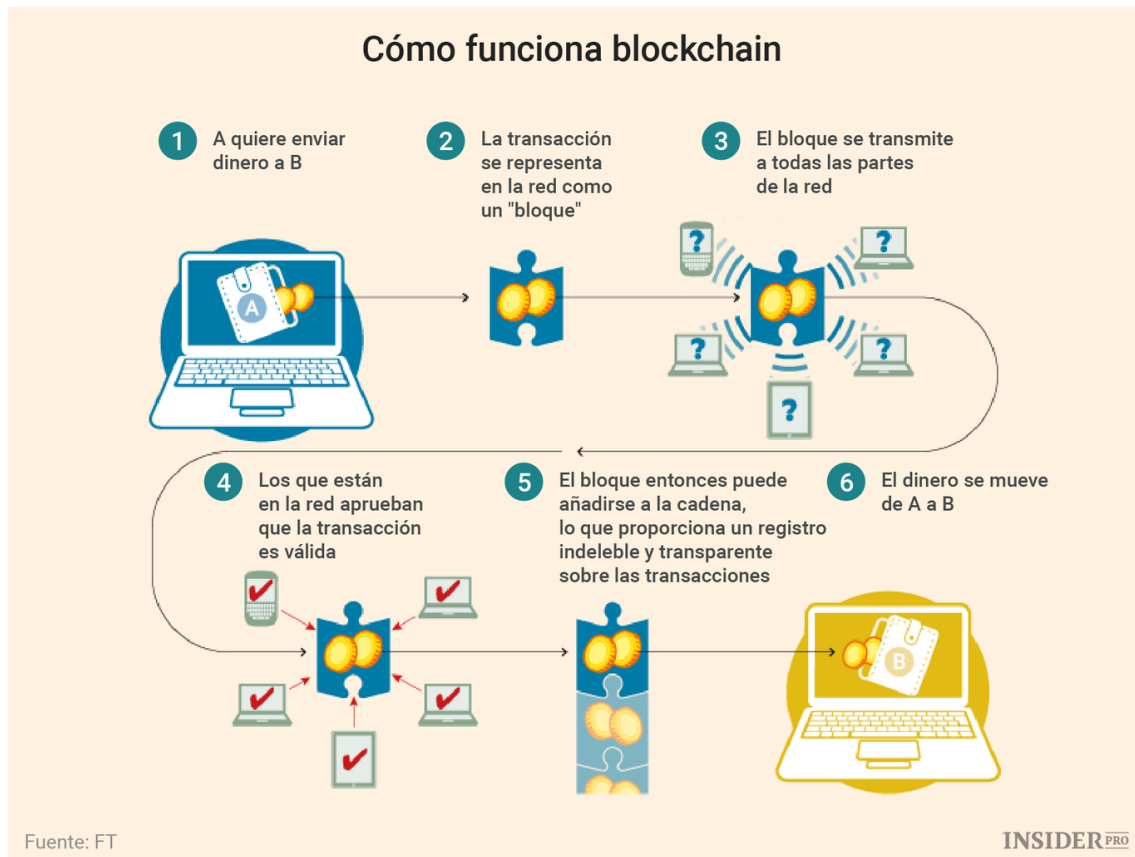 Cómo funciona blockchain
1
A quiere enviar
dinero a B
2
La transacción
se representa
en la red como
un "bloque"
3
El bloque se transmite
a todas las partes
de la red
A
?
?
?
?
?
4
Los que están
en la red aprueban
que la transacción
es válida
5
El bloque entonces puede
añadirse a la cadena,
lo que proporciona un registro
indeleble y transparente
sobre las transacciones
6
El dinero se mueve
de A a B
B
Fuente: FT
INSIDER PRO